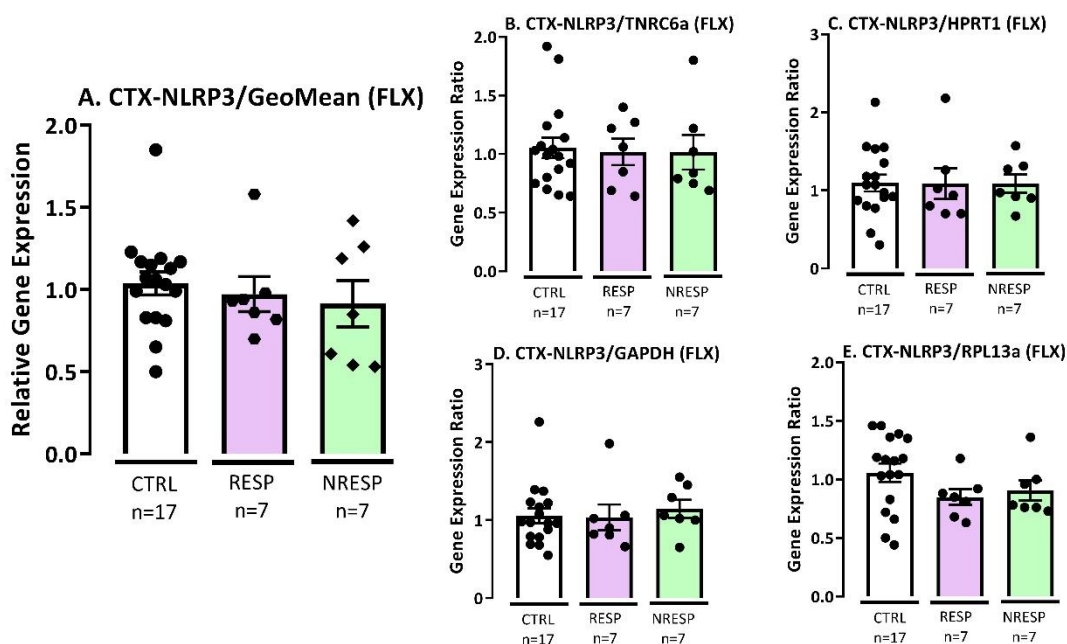 A. CTX-NLRP3/GeoMean (FLX)
Relative Gene Expression
2.0
1.5
1.0
0.5
0.0
CTRL RESP NRESP
n=17 n=7 n=7
B. CTX-NLRP3/TNRC6a (FLX)
Gene Expression Ratio
2.0
1.5
1.0
0.5
0.0
CTRL RESP NRESP
n=17 n=7 n=7
C. CTX-NLRP3/HPRT1 (FLX)
Gene Expression Ratio
3
2
1
0
CTRL RESP NRESP
n=17 n=7 n=7
D. CTX-NLRP3/GAPDH (FLX)
Gene Expression Ratio
3
2
1
0
CTRL RESP NRESP
n=17 n=7 n=7
E. CTX-NLRP3/RPL13a (FLX)
Gene Expression Ratio
2.0
1.5
1.0
0.5
0.0
CTRL RESP NRESP
n=17 n=7 n=7